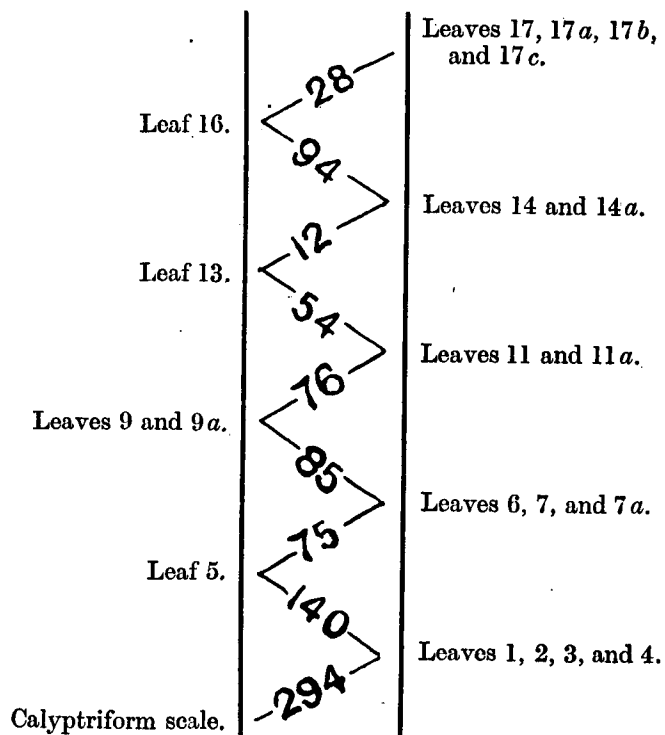 Leaves 17, 17a, 17b,
and 17c.
28
Leaf 16.
94
Leaves 14 and 14a.
12
Leaf 13.
54
Leaves 11 and 11a.
76
Leaves 9 and 9a.
85
Leaves 6, 7, and 7a.
75
Leaf 5.
140
Leaves 1, 2, 3, and 4.
294
Calyptriform scale.